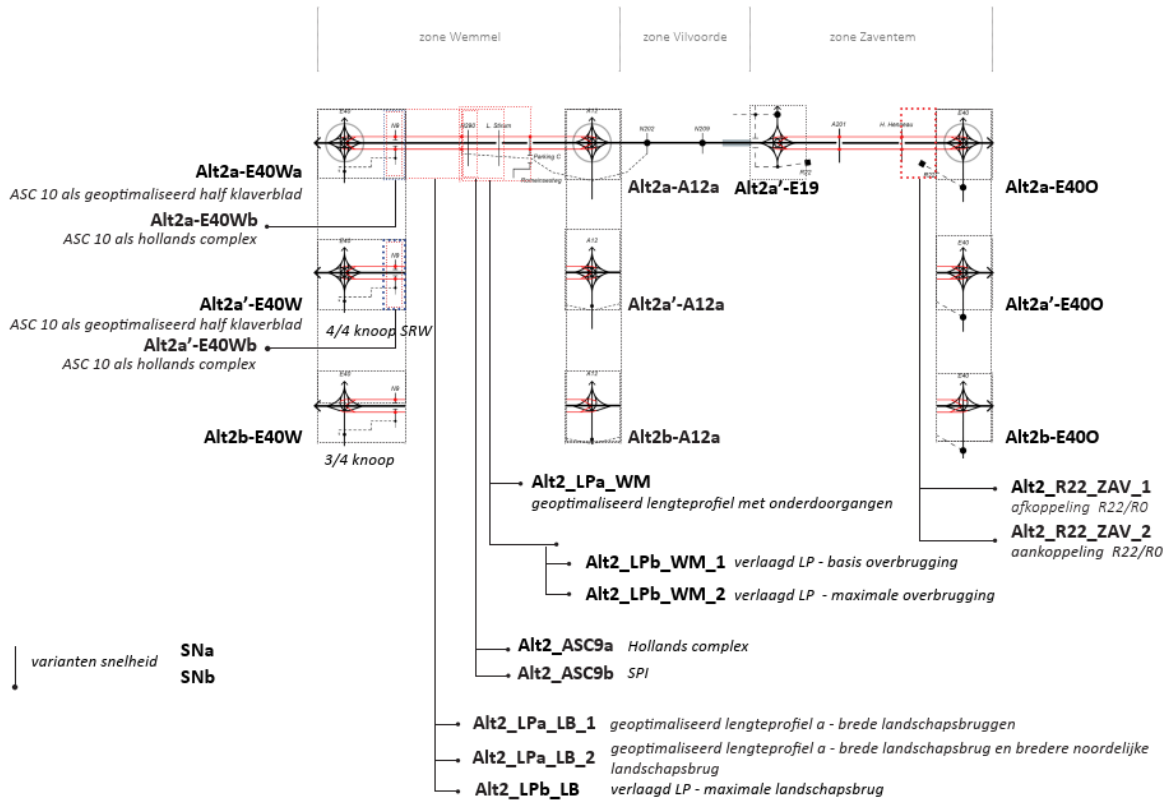 zone Wemmel
zone Vilvoorde
zone Zaventem
E40
N9
R290
L. Strom
A12
N202
N209
A201
H. Henneau
E40
Parking C
Romeinsesteeg
R22
R22
Alt2a-E40Wa
ASC 10 als geoptimaliseerd half klaverblad
Alt2a-E40Wb
ASC 10 als hollands complex
Alt2a-A12a
Alt2a'-E19
Alt2a-E40O
E40
N9
A12
E40
Alt2a'-E40W
ASC 10 als geoptimaliseerd half klaverblad
4/4 knoop SRW
Alt2a'-E40Wb
ASC 10 als hollands complex
Alt2a'-A12a
Alt2a'-E40O
E40
N9
A12
E40
Alt2b-E40W
3/4 knoop
Alt2b-A12a
Alt2b-E40O
Alt2_LPa_WM
geoptimaliseerd lengteprofiel met onderdoorgangen
Alt2_R22_ZAV_1
afkoppeling R22/R0
Alt2_R22_ZAV_2
aankoppeling R22/R0
Alt2_LPb_WM_1 verlaagd LP - basis overbrugging
Alt2_LPb_WM_2 verlaagd LP - maximale overbrugging
varianten snelheid
SNa
SNb
Alt2_ASC9a Hollands complex
Alt2_ASC9b SPI
Alt2_LPa_LB_1 geoptimaliseerd lengteprofiel a - brede landschapsbruggen
Alt2_LPa_LB_2 geoptimaliseerd lengteprofiel a - brede landschapsbrug en bredere noordelijke
landschapsbrug
Alt2_LPb_LB verlaagd LP - maximale landschapsbrug